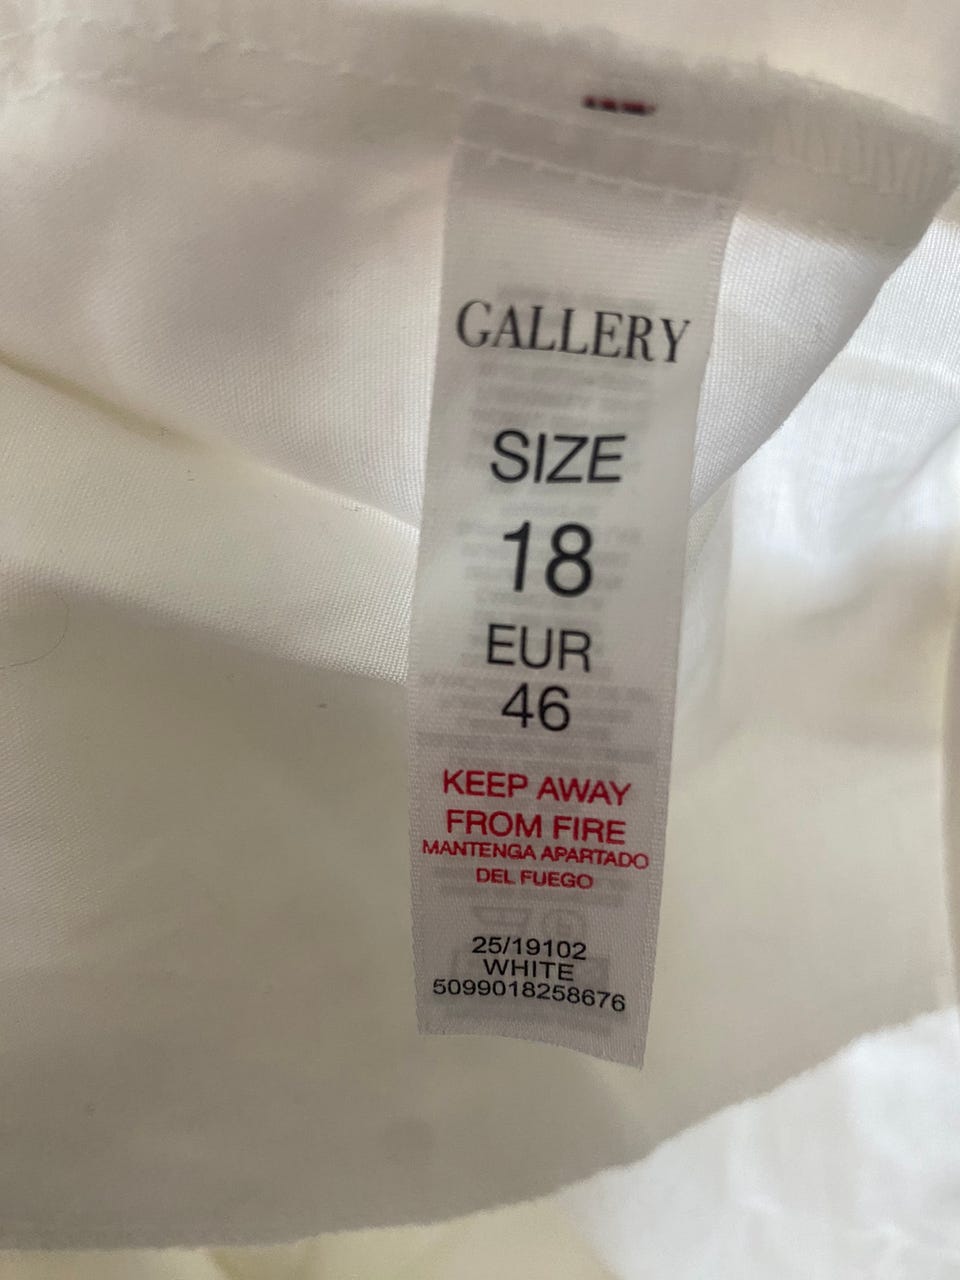 GALLERY
SIZE
18
EUR
46
KEEP AWAY
FROM FIRE
MANTENGA APARTADO
DEL FUEGO
25/19102
WHITE
5099018258676